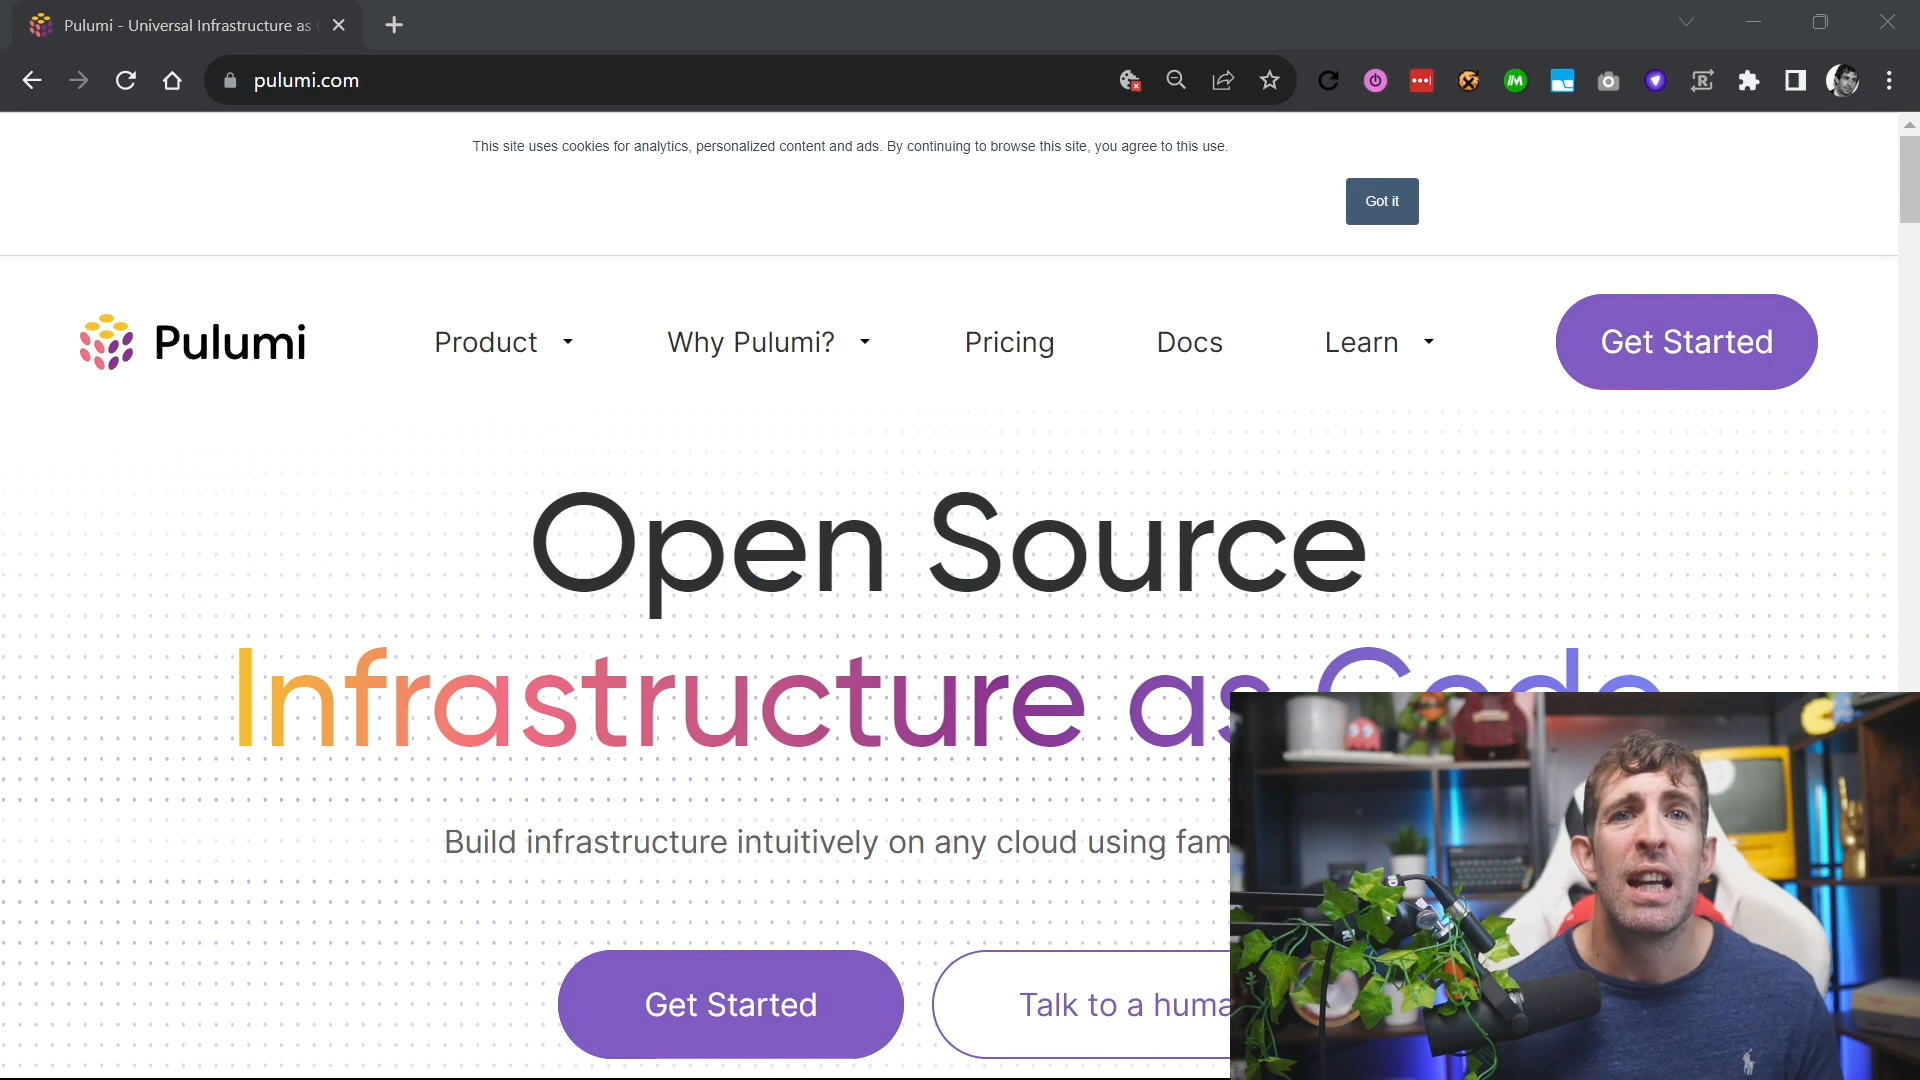 Pulumi - Universal Infrastructure as
pulumi.com
This site uses cookies for analytics, personalized content and ads. By continuing to browse this site, you agree to this use.
Got it
Pulumi
Product
Why Pulumi?
Pricing
Docs
Learn
Get Started
Open Source
Infrastructure as Code
Build infrastructure intuitively on any cloud using fam
Get Started
Talk to a huma